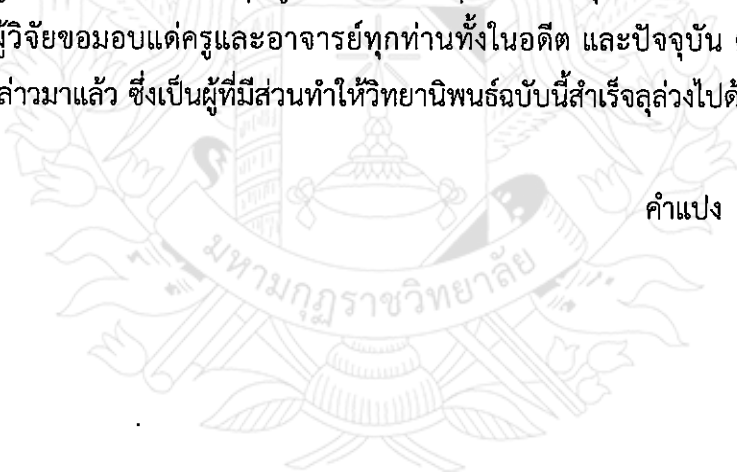 ผู้วิจัยขอมอบแด่ครูและอาจารย์ทุกท่านทั้งในอดีต และปัจจุบัน
ล่าวมาแล้ว ซึ่งเป็นผู้ที่มีส่วนทำให้วิทยานิพนธ์ฉบับนี้สำเร็จลุล่วงไปด้
คำแปง
มหามกุฏราชวิทยาลัย